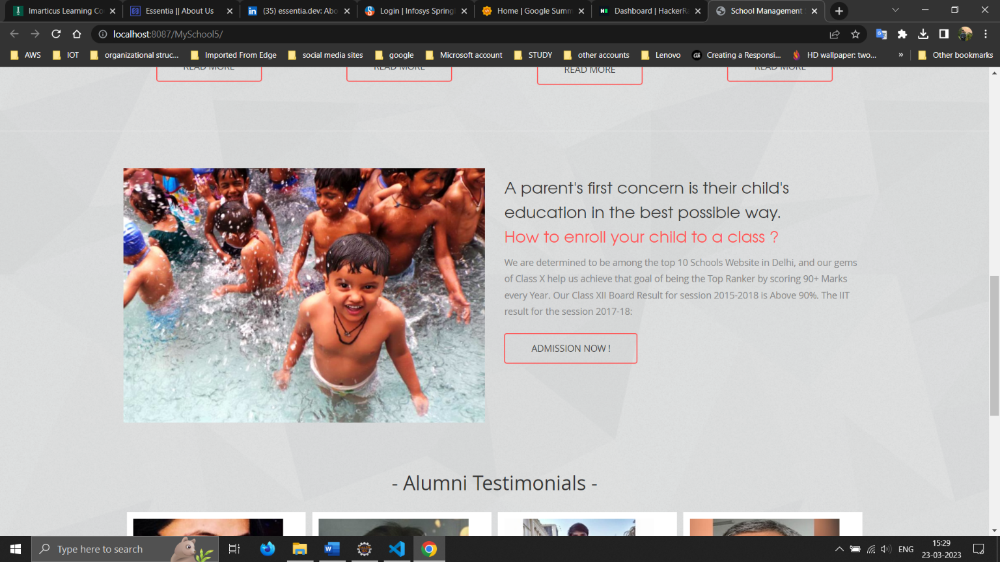 Imarticus Learning Co
Essentia || About Us
(35) essentia.dev: Abo
Login | Infosys Spring
Home | Google Summ
Dashboard | HackerRa
School Management S
localhost:8087/MySchool5/
AWS
IOT
organizational struc...
Imported From Edge
social media sites
google
Microsoft account
STUDY
other accounts
Lenovo
Creating a Responsi...
HD wallpaper: two...
»
Other bookmarks
READ MORE
READ MORE
READ MORE
READ MORE
A parent's first concern is their child's
education in the best possible way.
How to enroll your child to a class ?
We are determined to be among the top 10 Schools Website in Delhi, and our gems
of Class X help us achieve that goal of being the Top Ranker by scoring 90+ Marks
every Year. Our Class XII Board Result for session 2015-2018 is Above 90%. The IIT
result for the session 2017-18:
ADMISSION NOW !
- Alumni Testimonials -
Type here to search
ENG
15:29
23-03-2023